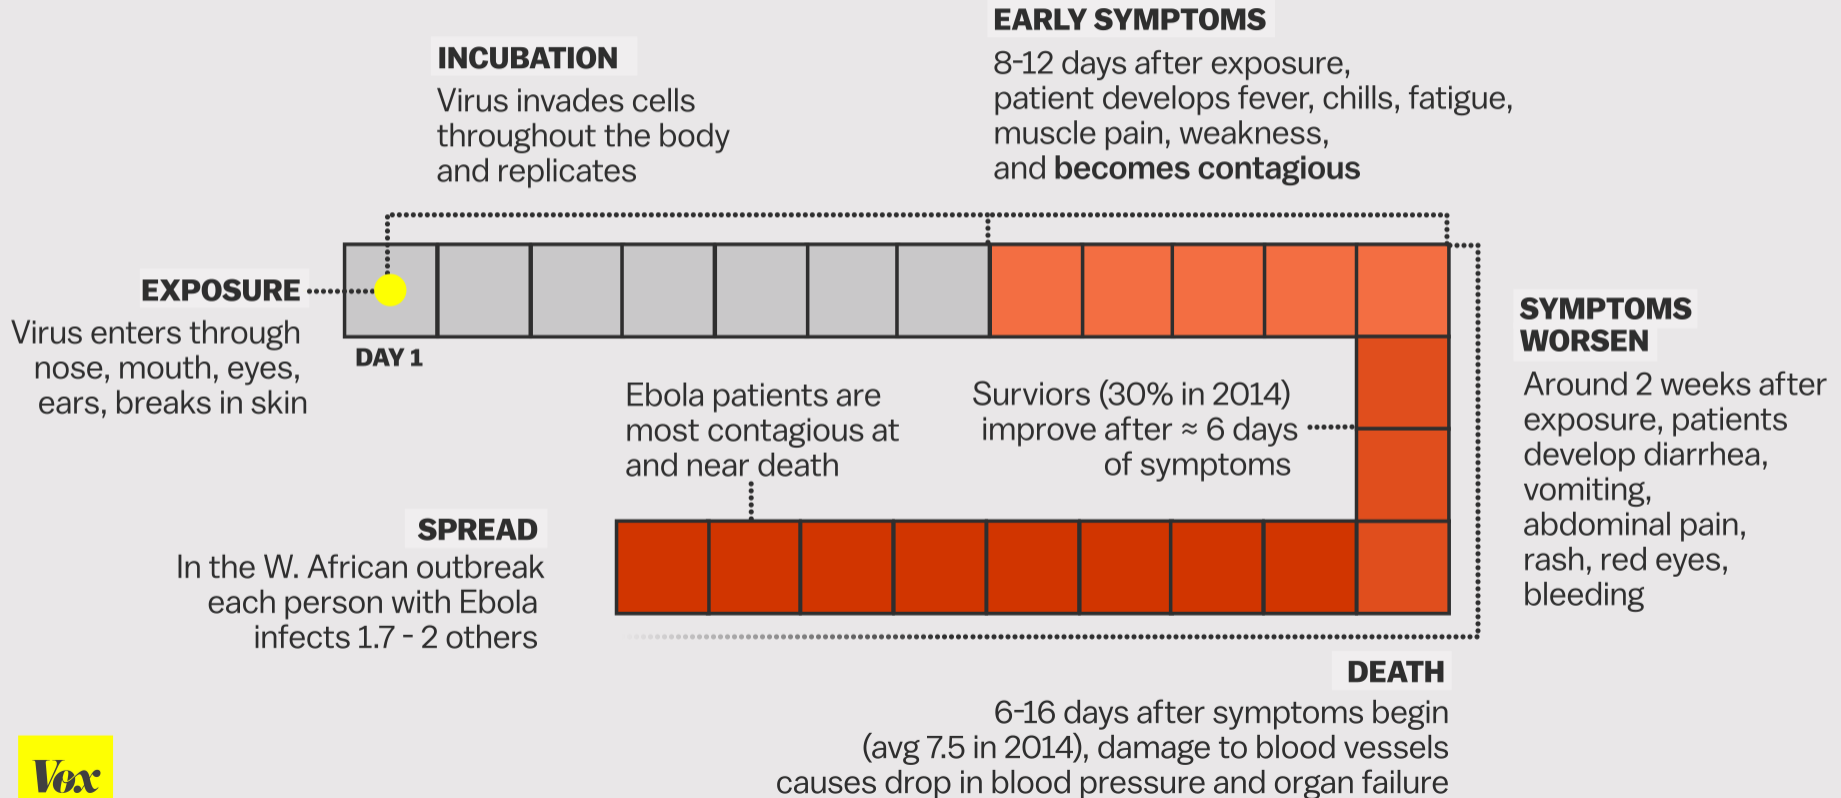 EXPOSURE
Virus enters through
nose, mouth, eyes,
ears, breaks in skin
DAY 1
INCUBATION
Virus invades cells
throughout the body
and replicates
EARLY SYMPTOMS
8-12 days after exposure,
patient develops fever, chills, fatigue,
muscle pain, weakness,
and becomes contagious
SYMPTOMS
WORSEN
Around 2 weeks after
exposure, patients
develop diarrhea,
vomiting,
abdominal pain,
rash, red eyes,
bleeding
Surviors (30% in 2014)
improve after ≈ 6 days
of symptoms
Ebola patients are
most contagious at
and near death
SPREAD
In the W. African outbreak
each person with Ebola
infects 1.7 - 2 others
DEATH
6-16 days after symptoms begin
(avg 7.5 in 2014), damage to blood vessels
causes drop in blood pressure and organ failure
Vox